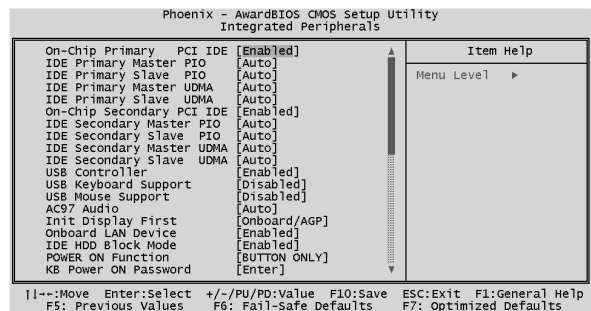 Phoenix - AwardBIOS CMOS Setup Utility
Integrated Peripherals
On-Chip Primary PCI IDE [Enabled]
IDE Primary Master PIO [Auto]
IDE Primary Slave PIO [Auto]
IDE Primary Master UDMA [Auto]
IDE Primary Slave UDMA [Auto]
On-Chip Secondary PCI IDE [Enabled]
IDE Secondary Master PIO [Auto]
IDE Secondary Slave PIO [Auto]
IDE Secondary Master UDMA [Auto]
IDE Secondary Slave UDMA [Auto]
USB Controller [Enabled]
USB Keyboard Support [Disabled]
USB Mouse Support [Disabled]
AC97 Audio [Auto]
Init Display First [Onboard/AGP]
Onboard LAN Device [Enabled]
IDE HDD Block Mode [Enabled]
POWER ON Function [BUTTON ONLY]
KB Power ON Password [Enter]
Item Help
Menu Level ▶
↑↓→←:Move Enter:Select +/-/PU/PD:Value F10:Save ESC:Exit F1:General Help
F5: Previous Values F6: Fail-Safe Defaults F7: Optimized Defaults